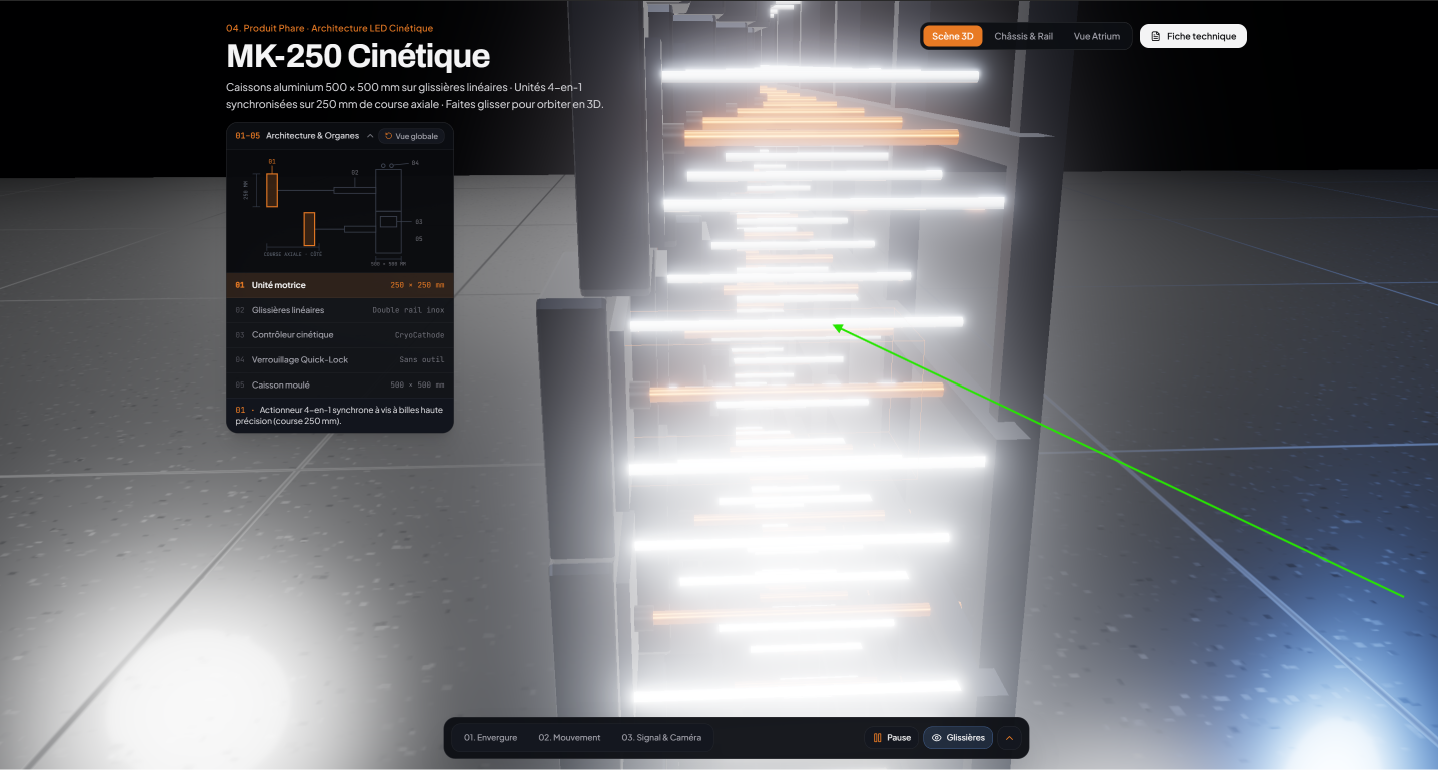 04. Produit Phare · Architecture LED Cinétique
MK-250 Cinétique
Caissons aluminium 500 × 500 mm sur glissières linéaires · Unités 4-en-1
synchronisées sur 250 mm de course axiale · Faites glisser pour orbiter en 3D.
Scène 3D
Châssis & Rail
Vue Atrium
Fiche technique
01-05 Architecture & Organes
Vue globale
01
04
02
250 MM
03
05
COURSE AXIALE · CÔTÉ
500 × 500 MM
01 Unité motrice 250 × 250 mm
02 Glissières linéaires Double rail inox
03 Contrôleur cinétique CryoCathode
04 Verrouillage Quick-Lock Sans outil
05 Caisson moulé 500 × 500 mm
01 · Actionneur 4-en-1 synchrone à vis à billes haute
précision (course 250 mm).
01. Envergure
02. Mouvement
03. Signal & Caméra
Pause
Glissières